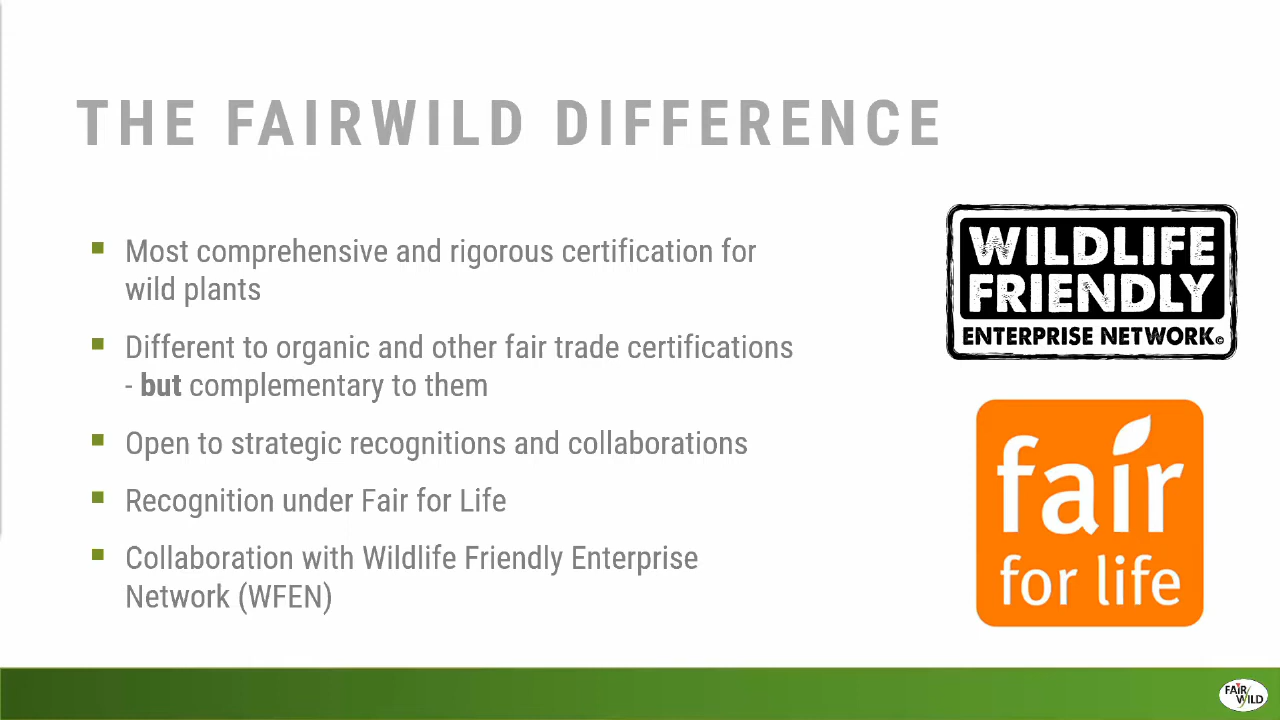 THE FAIRWILD DIFFERENCE
Most comprehensive and rigorous certification for
wild plants
Different to organic and other fair trade certifications
- but complementary to them
Open to strategic recognitions and collaborations
Recognition under Fair for Life
Collaboration with Wildlife Friendly Enterprise
Network (WFEN)
WILDLIFE
FRIENDLY
ENTERPRISE NETWORK©
fair
for life
FAIR
WILD